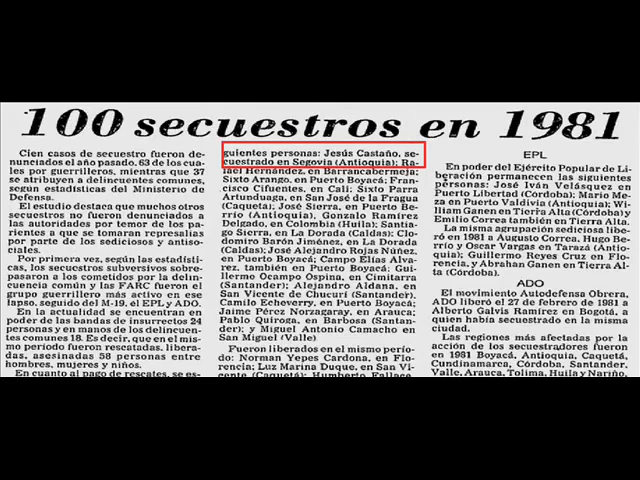 100 secuestros en 1981
Cien casos de secuestro fueron de-
nunciados el año pasado, 63 de los cua-
les por guerrilleros, mientras que 37
se atribuyen a delincuentes comunes,
según estadísticas del Ministerio de
Defensa.
El estudio destaca que muchos otros
secuestros no fueron denunciados a
las autoridades por temor de los pa-
rientes a que se tomaran represalias
por parte de los sediciosos y antiso-
ciales.
Por primera vez, según las estadísti-
cas, los secuestros subversivos sobre-
pasaron a los cometidos por la delin-
cuencia común y las FARC fueron el
grupo guerrillero más activo en ese
lapso, seguido del M-19, el EPL y ADO.
En la actualidad se encuentran en
poder de las bandas de insurrectos 24
personas y en manos de los delincuen-
tes comunes 18. Es decir, que en el mis-
mo período fueron rescatadas, libera-
das, asesinadas 58 personas entre
hombres, mujeres y niños.
En cuanto al pago de rescates, se es-
guientes personas: Jesús Castaño, se-
cuestrado en Segovia (Antioquia); Ra-
fael Hernández, en Barrancabermeja;
Sixto Arango, en Puerto Boyacá; Fran-
cisco Cifuentes, en Cali; Sixto Parra
Artunduaga, en San José de la Fragua
(Caquetá); José Sierra, en Puerto Be-
rrío (Antioquia), Gonzalo Ramírez
Delgado, en Colombia (Huila); Santia-
go Sierra, en La Dorada (Caldas); Clo-
domiro Barón Jiménez, en La Dorada
(Caldas); José Alejandro Rojas Núñez,
en Puerto Boyacá; Campo Elías Alva-
rez, también en Puerto Boyacá; Gui-
llermo Ocampo Ospina, en Cimitarra
(Santander); Alejandro Aldana, en
San Vicente de Chucurí (Santander),
Jaime Pérez Norzagaray, en Arauca;
Pablo Quiroga, en Barbosa (Santan-
der); y Miguel Antonio Camacho en
San Miguel (Valle)
Fueron liberados en el mismo perío-
do: Norman Yepes Cardona, en Flo-
rencia; Luz Marina Duque, en San Vi-
cente (Caquetá); Humberto Fallace,
EPL
En poder del Ejército Popular de Li-
beración permanecen las siguientes
personas: José Iván Velásquez en
Puerto Libertad (Córdoba); Mario Me-
za en Puerto Valdivia (Antioquia) y Wi-
lliam Ganen en Tierra Alta (Córdoba) y
Emilio Correa también en Tierra Alta.
La misma agrupación sediciosa libe-
ró en 1981 a Augusto Correa, Hugo Be-
rrío y Oscar Vargas en Tarazá (Antio-
quia); Guillermo Reyes Cruz en Flo-
rencia, y Abrahan Ganen en Tierra Al-
ta (Córdoba).
ADO
El movimiento Autodefensa Obrera,
ADO liberó el 27 de febrero de 1981 a
Alberto Galvis Ramírez en Bogotá, a
quien había secuestrado en la misma
ciudad.
Las regiones más afectadas por la
acción de los secuestradores fueron
en 1981 Boyacá, Antioquia, Caquetá,
Cundinamarca, Córdoba, Santander,
Valle, Arauca, Tolima, Huila y Nariño,